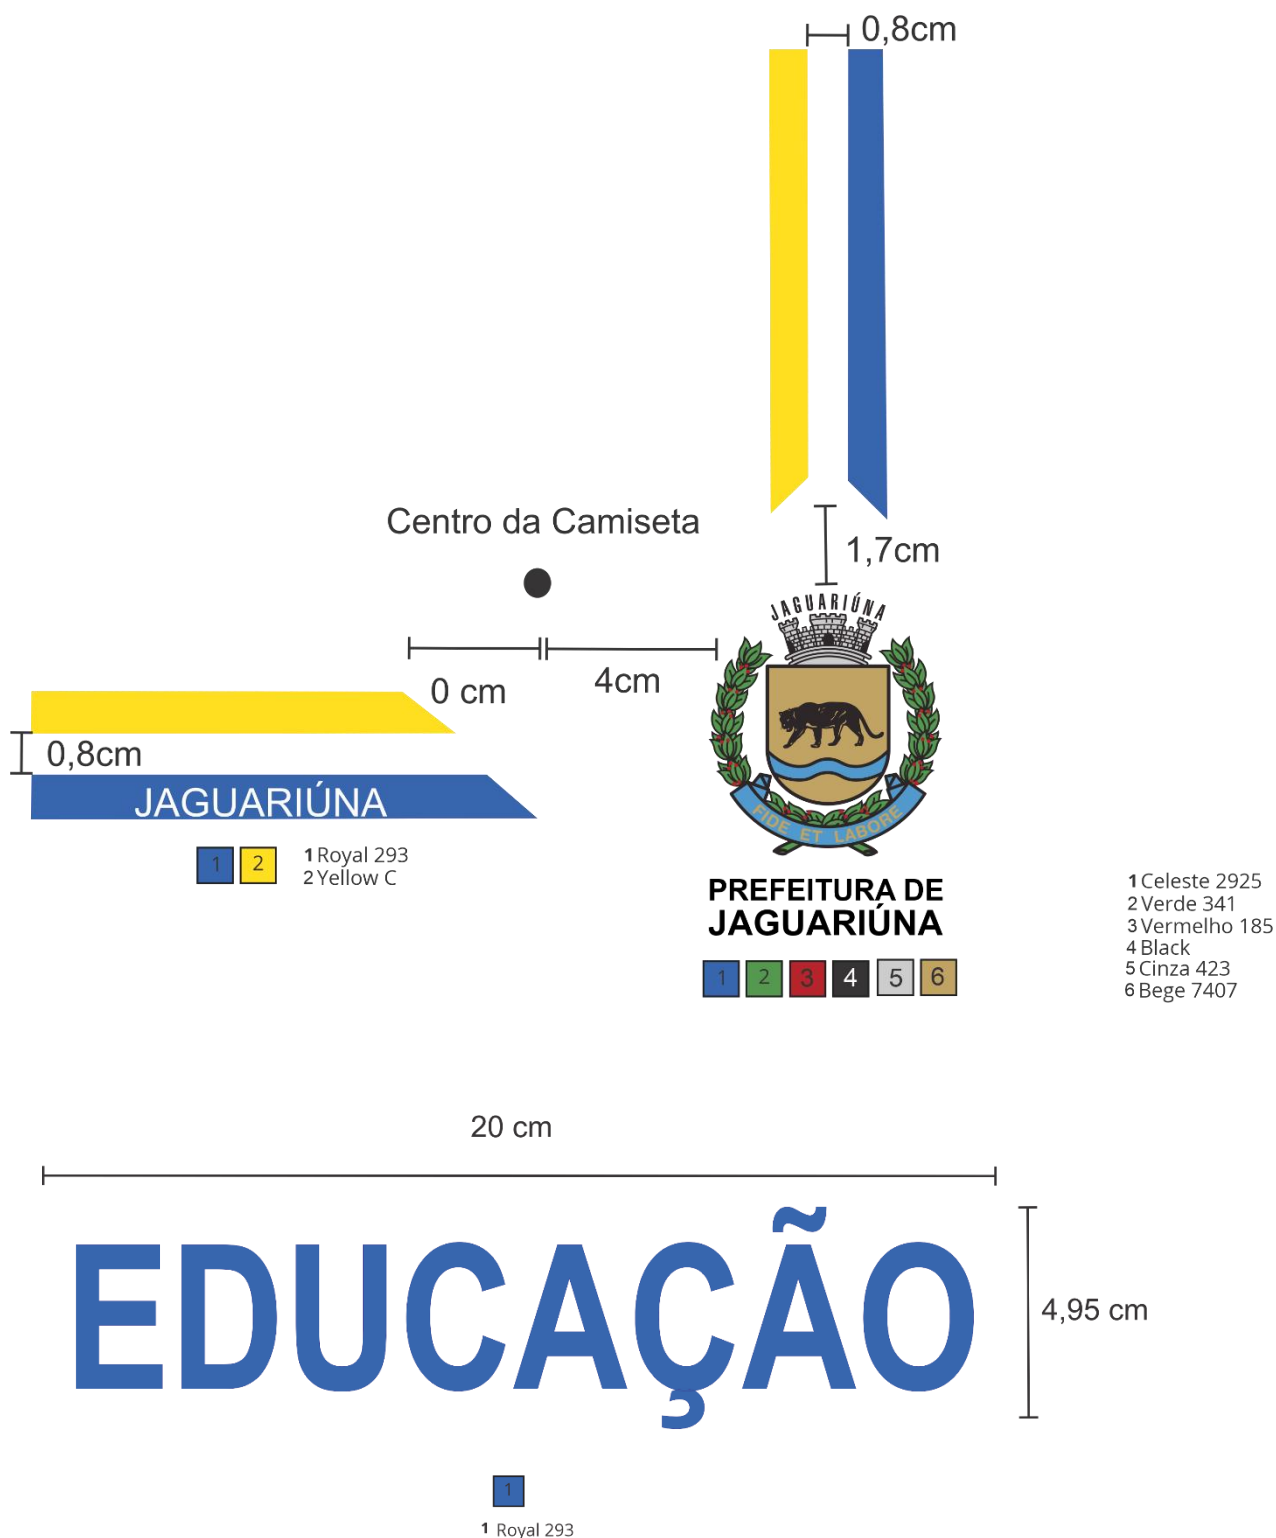 0,8cm
Centro da Camiseta
1,7cm
JAGUARIÚNA
0 cm
4cm
0,8cm
JAGUARIÚNA
FIDE ET LABORE
1 2
1 Royal 293
2 Yellow C
PREFEITURA DE
JAGUARIÚNA
1 2 3 4 5 6
1 Celeste 2925
2 Verde 341
3 Vermelho 185
4 Black
5 Cinza 423
6 Bege 7407
20 cm
EDUCAÇÃO
4,95 cm
1
1 Royal 293